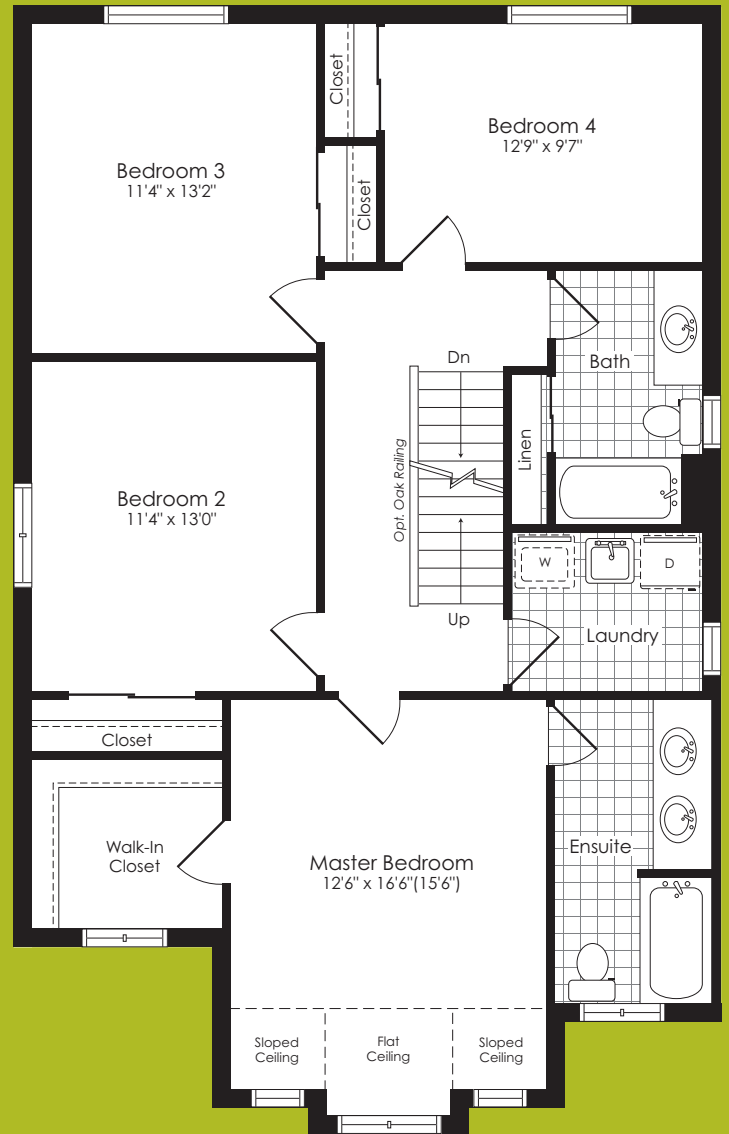 Closet
Bedroom 4
12'9" x 9'7"
Bedroom 3
11'4" x 13'2"
Closet
Dn
Bath
Linen
Opt. Oak Railing
Bedroom 2
11'4" x 13'0"
W
D
Up
Laundry
Closet
Walk-In
Closet
Master Bedroom
12'6" x 16'6"(15'6")
Ensuite
Sloped
Ceiling
Flat
Ceiling
Sloped
Ceiling